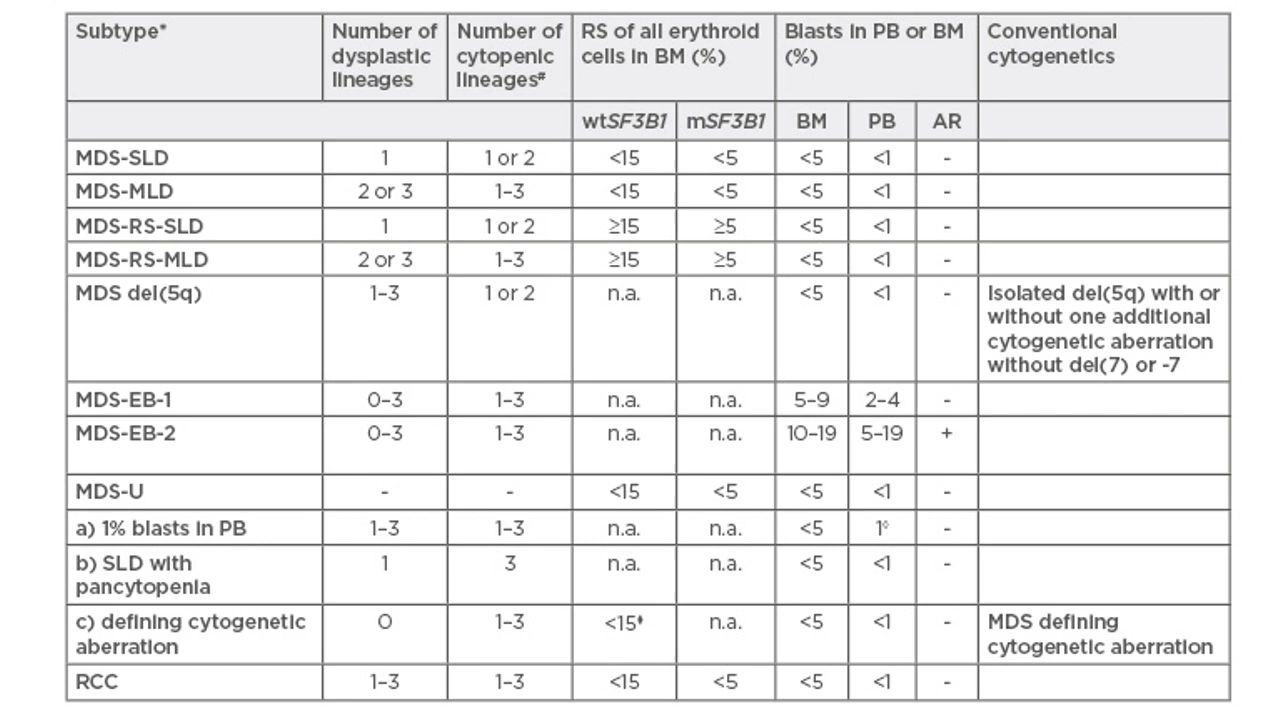 Subtype* Number of dysplastic lineages Number of cytopenic lineages# RS of all erythroid cells in BM (%) Blasts in PB or BM (%) Conventional cytogenetics
wtSF3B1 mSF3B1 BM PB AR
MDS-SLD 1 1 or 2 <15 <5 <5 <1 -
MDS-MLD 2 or 3 1–3 <15 <5 <5 <1 -
MDS-RS-SLD 1 1 or 2 ≥15 ≥5 <5 <1 -
MDS-RS-MLD 2 or 3 1–3 ≥15 ≥5 <5 <1 -
MDS del(5q) 1–3 1 or 2 n.a. n.a. <5 <1 - Isolated del(5q) with or
without one additional
cytogenetic aberration
without del(7) or -7
MDS-EB-1 0–3 1–3 n.a. n.a. 5–9 2–4 -
MDS-EB-2 0–3 1–3 n.a. n.a. 10–19 5–19 +
MDS-U - - <15 <5 <5 <1 -
a) 1% blasts in PB 1–3 1–3 n.a. n.a. <5 1◊ -
b) SLD with pancytopenia 1 3 n.a. n.a. <5 <1 -
c) defining cytogenetic aberration 0 1–3 <15♦ n.a. <5 <1 - MDS defining cytogenetic aberration
RCC 1–3 1–3 <15 <5 <5 <1 -